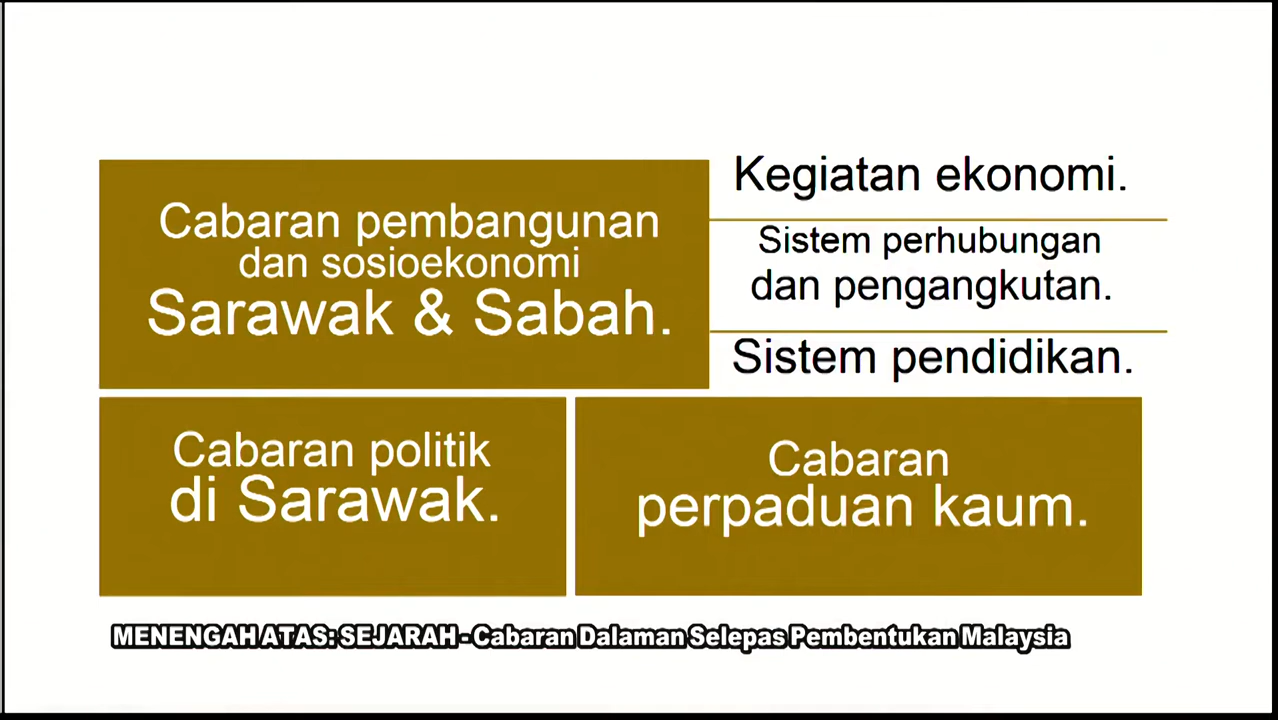 Cabaran pembangunan
dan sosioekonomi
Sarawak & Sabah.
Kegiatan ekonomi.
Sistem perhubungan
dan pengangkutan.
Sistem pendidikan.
Cabaran politik
di Sarawak.
Cabaran
perpaduan kaum.
MENENGAH ATAS: SEJARAH - Cabaran Dalaman Selepas Pembentukan Malaysia